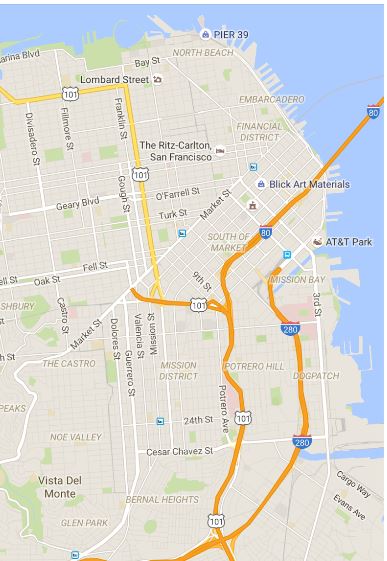 PIER 39
arina Blvd
Bay St
NORTH BEACH
Lombard Street
101
EMBARCADERO
80
Divisadero St
Fillmore St
Franklin St
FINANCIAL
DISTRICT
The Ritz-Carlton,
San Francisco
101
Gough St
Blick Art Materials
O'Farrell St
Market St
Geary Blvd
Turk St
80
SOUTH OF
MARKET
AT&T Park
Fell St
9th St
MISSION BAY
ell St
Oak St
3rd St
SHBURY
Castro St
101
280
Market St
Dolores St
Valencia St
Guerrero St
Mission St
h St
THE CASTRO
MISSION
DISTRICT
POTRERO HILL
DOGPATCH
PEAKS
Potrero Ave
24th St
101
NOE VALLEY
280
Cesar Chavez St
Cargo Way
Vista Del
Monte
Evans Ave
BERNAL HEIGHTS
GLEN PARK
101